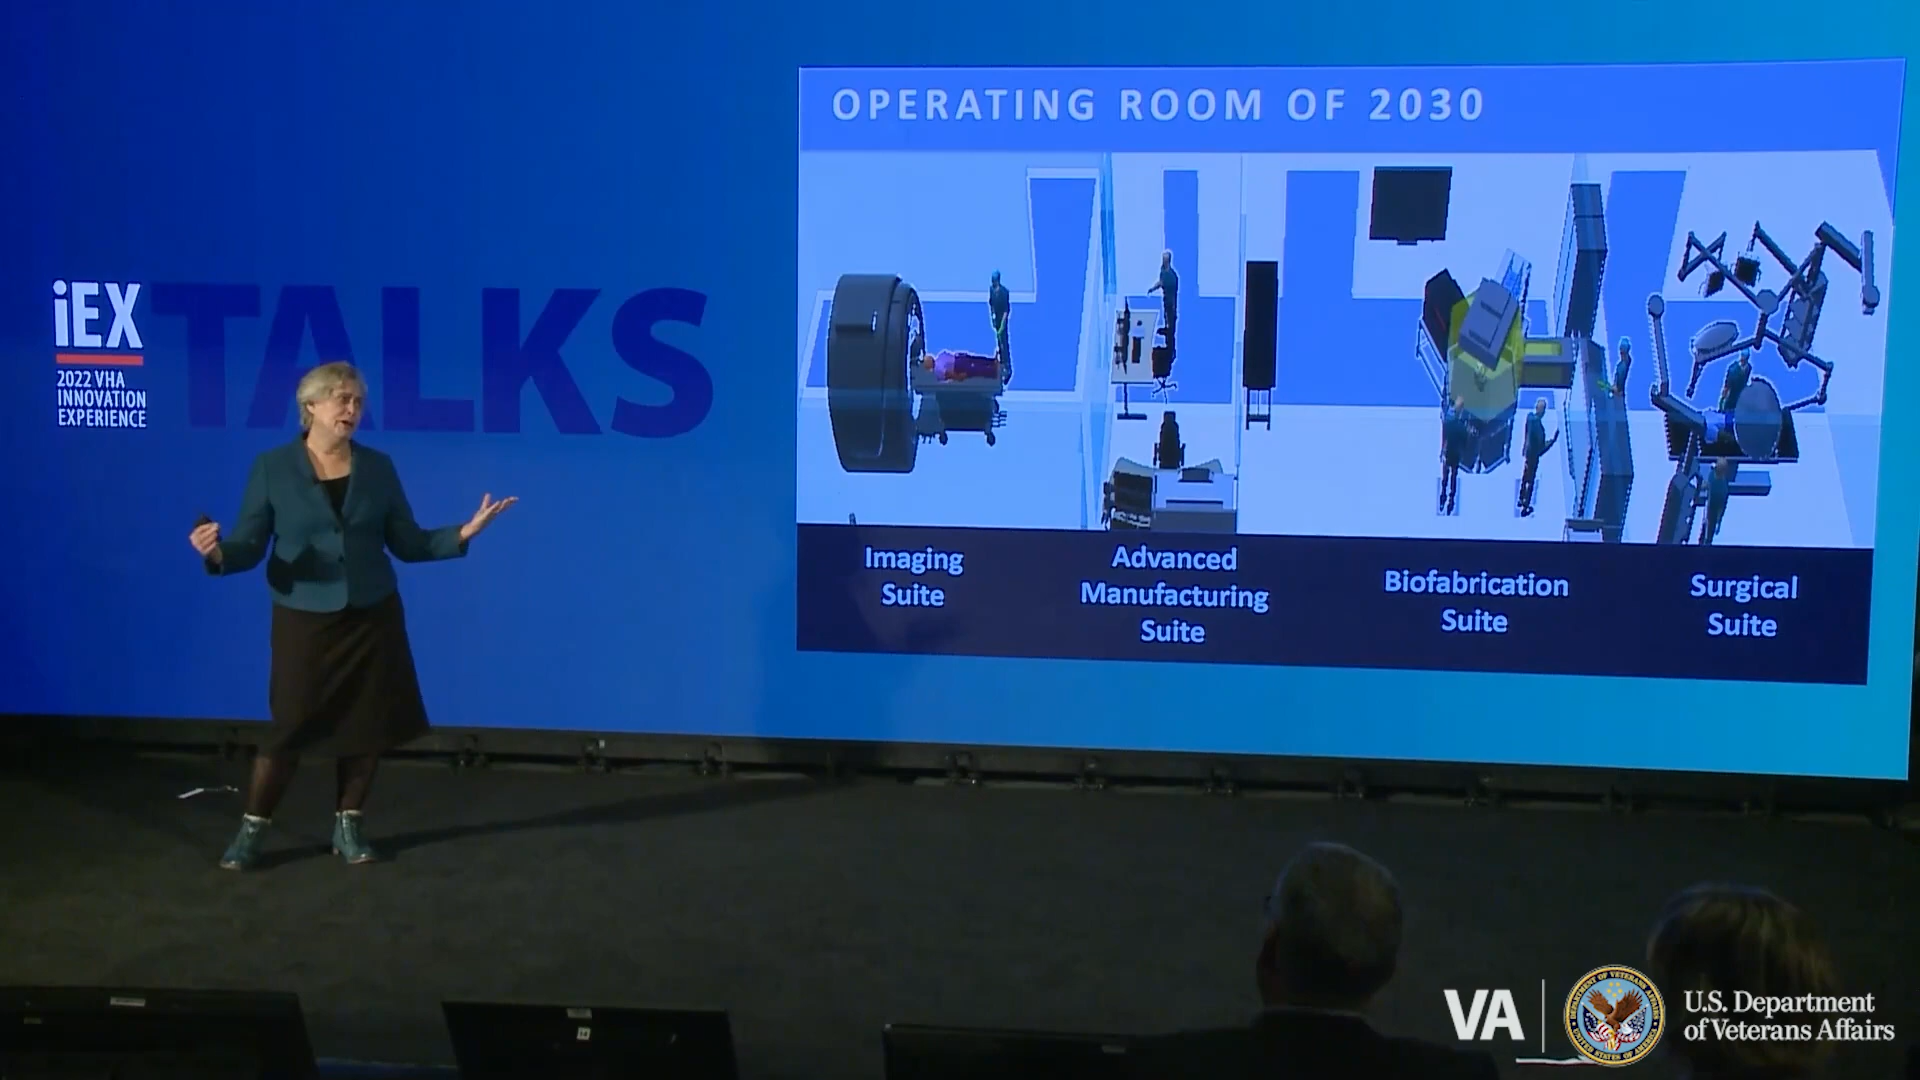 OPERATING ROOM OF 2030
iEX TALKS
2022 VHA
INNOVATION
EXPERIENCE
Imaging
Suite
Advanced
Manufacturing
Suite
Biofabrication
Suite
Surgical
Suite
VA
U.S. Department
of Veterans Affairs